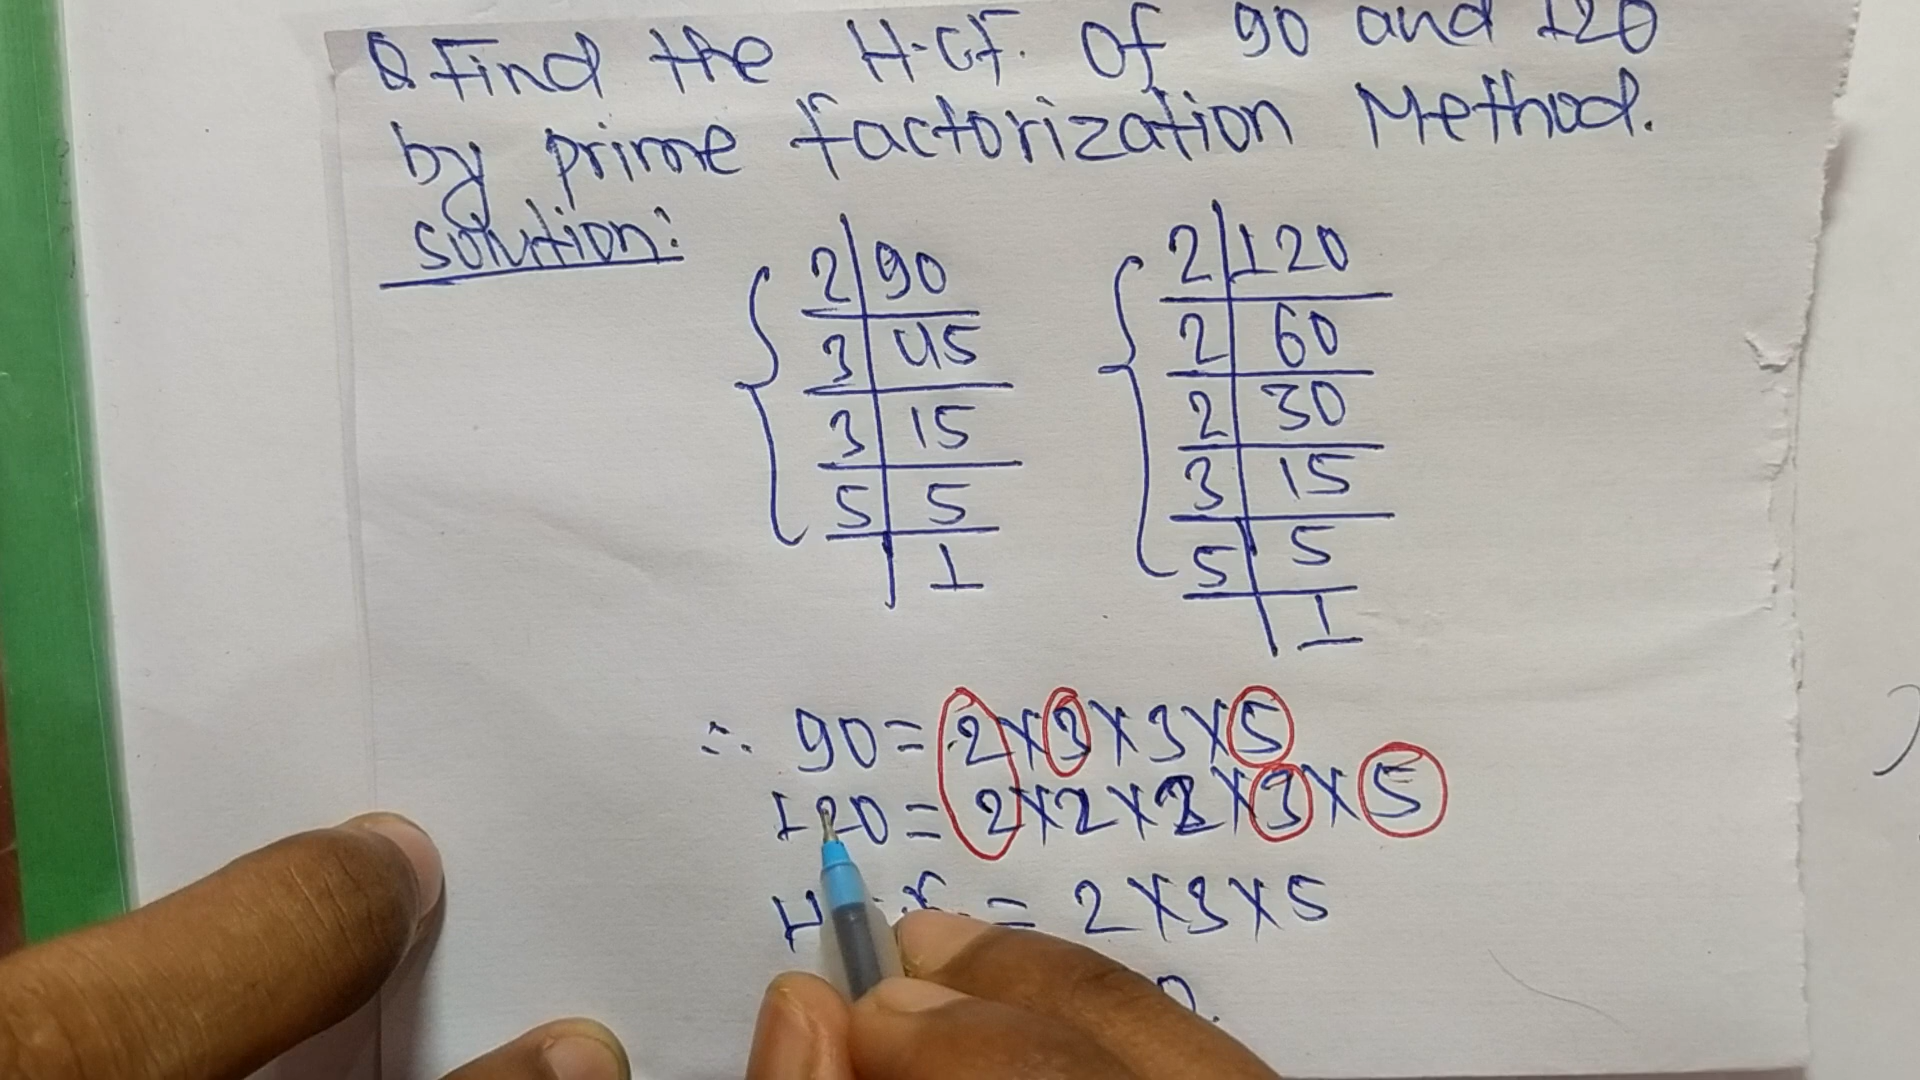 Q. Find the H.C.F. Of 90 and 120
by prime factorization Method.
solution:
2 | 90
3 | 45
3 | 15
5 | 5
1
2 | 120
2 | 60
2 | 30
3 | 15
5 | 5
1
∴ 90 = 2×3×3×5
120 = 2×2×2×3×5
= 2×3×5